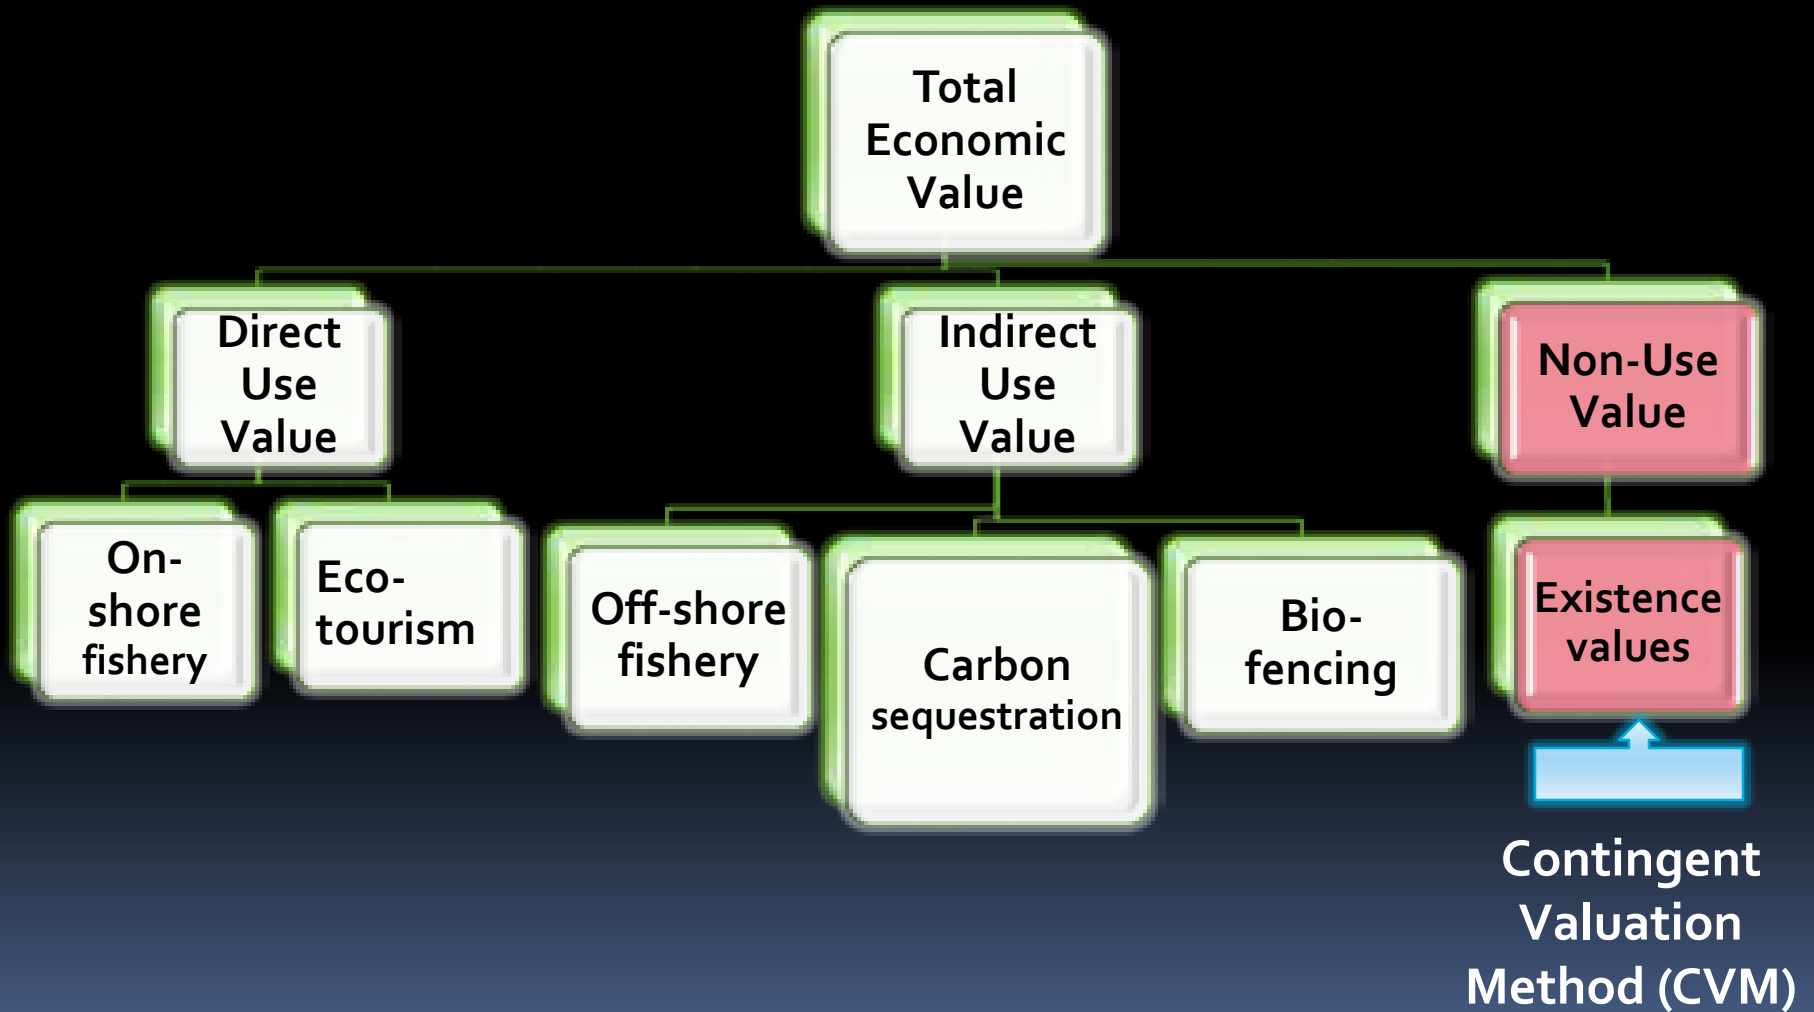 Total
Economic
Value
Direct
Use
Value
Indirect
Use
Value
Non-Use
Value
On-
shore
fishery
Eco-
tourism
Off-shore
fishery
Carbon
sequestration
Bio-
fencing
Existence
values
Contingent
Valuation
Method (CVM)